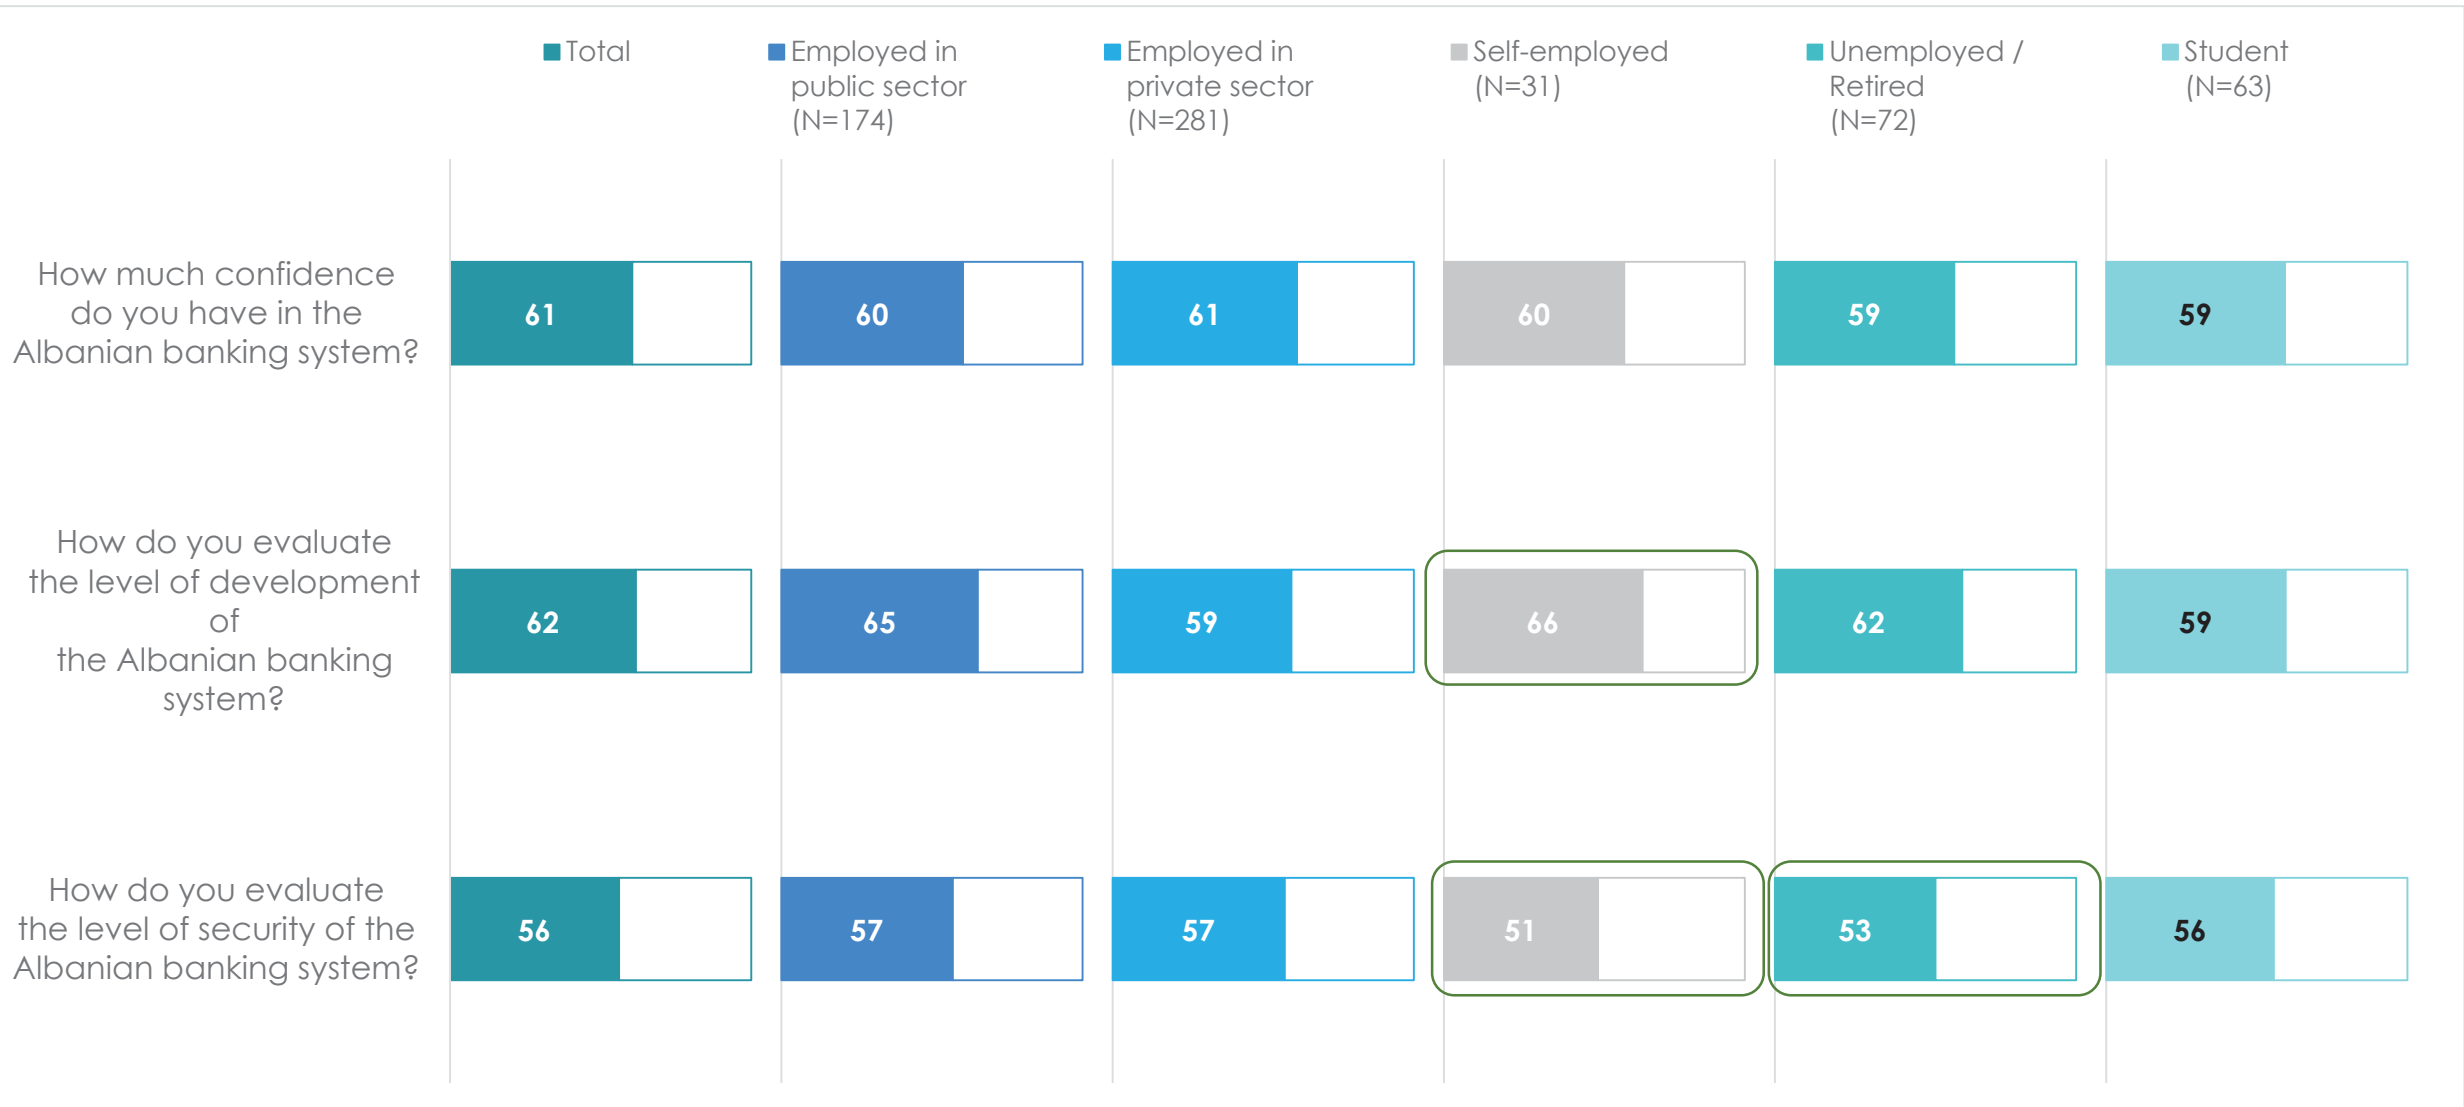 Total
Employed in
public sector
(N=174)
Employed in
private sector
(N=281)
Self-employed
(N=31)
Unemployed /
Retired
(N=72)
Student
(N=63)
How much confidence
do you have in the
Albanian banking system?
61
60
61
60
59
59
How do you evaluate
the level of development
of
the Albanian banking
system?
62
65
59
66
62
59
How do you evaluate
the level of security of the
Albanian banking system?
56
57
57
51
53
56